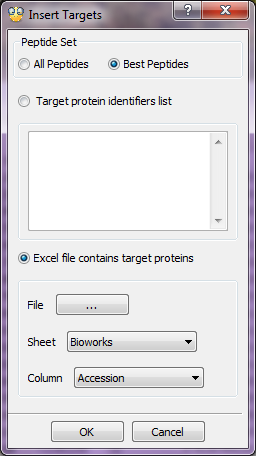 Insert Targets
Peptide Set
All Peptides Best Peptides
Target protein identifiers list
Excel file contains target proteins
File ...
Sheet Bioworks
Column Accession
OK Cancel